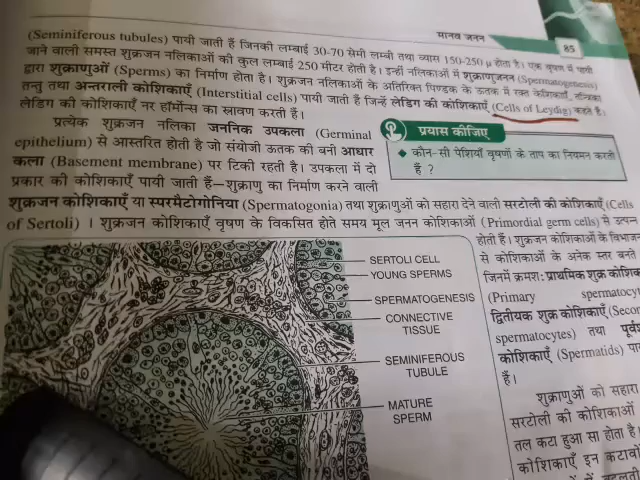 मानव जनन
85
(Seminiferous tubules) पायी जाती हैं जिनकी लम्बाई 30-70 सेमी लम्बी तथा व्यास 150-250 μ होता है। एक वृषण में पायी
जाने वाली समस्त शुक्रजन नलिकाओं की कुल लम्बाई 250 मीटर होती है। इन्हीं नलिकाओं में शुक्राणुजनन (Spermatogenesis)
द्वारा शुक्राणुओं (Sperms) का निर्माण होता है। शुक्रजन नलिकाओं के अतिरिक्त पिण्डक के ऊतक में रक्त केशिकाएँ, तन्त्रिका
तन्तु तथा अन्तराली कोशिकाएँ (Interstitial cells) पायी जाती हैं जिन्हें लेडिग की कोशिकाएँ (Cells of Leydig) कहते हैं।
लेडिग की कोशिकाएँ नर हॉर्मोन्स का स्रावण करती हैं।
प्रत्येक शुक्रजन नलिका जननिक उपकला (Germinal
epithelium) से आस्तरित होती है जो संयोजी ऊतक की बनी आधार
कला (Basement membrane) पर टिकी रहती है। उपकला में दो
प्रकार की कोशिकाएँ पायी जाती हैं—शुक्राणु का निर्माण करने वाली
प्रयास कीजिए
◆ कौन-सी पेशियाँ वृषणों के ताप का नियमन करती
हैं ?
शुक्रजन कोशिकाएँ या स्परमैटोगोनिया (Spermatogonia) तथा शुक्राणुओं को सहारा देने वाली सरटोली की कोशिकाएँ (Cells
of Sertoli) । शुक्रजन कोशिकाएँ वृषण के विकसित होते समय मूल जनन कोशिकाओं (Primordial germ cells) से उत्पन्न
होती हैं। शुक्रजन कोशिकाओं के विभाजन
से कोशिकाओं के अनेक स्तर बनते
जिनमें क्रमशः प्राथमिक शुक्र कोशिका
(Primary spermatocyt
द्वितीयक शुक्र कोशिकाएँ (Secon
spermatocytes) तथा पूर्व
कोशिकाएँ (Spermatids) पा
हैं।
शुक्राणुओं को सहारा
सरटोली की कोशिकाओं
तल कटा हुआ सा होता है।
कोशिकाएँ इन कटावों
SERTOLI CELL
YOUNG SPERMS
SPERMATOGENESIS
CONNECTIVE
TISSUE
SEMINIFEROUS
TUBULE
MATURE
SPERM